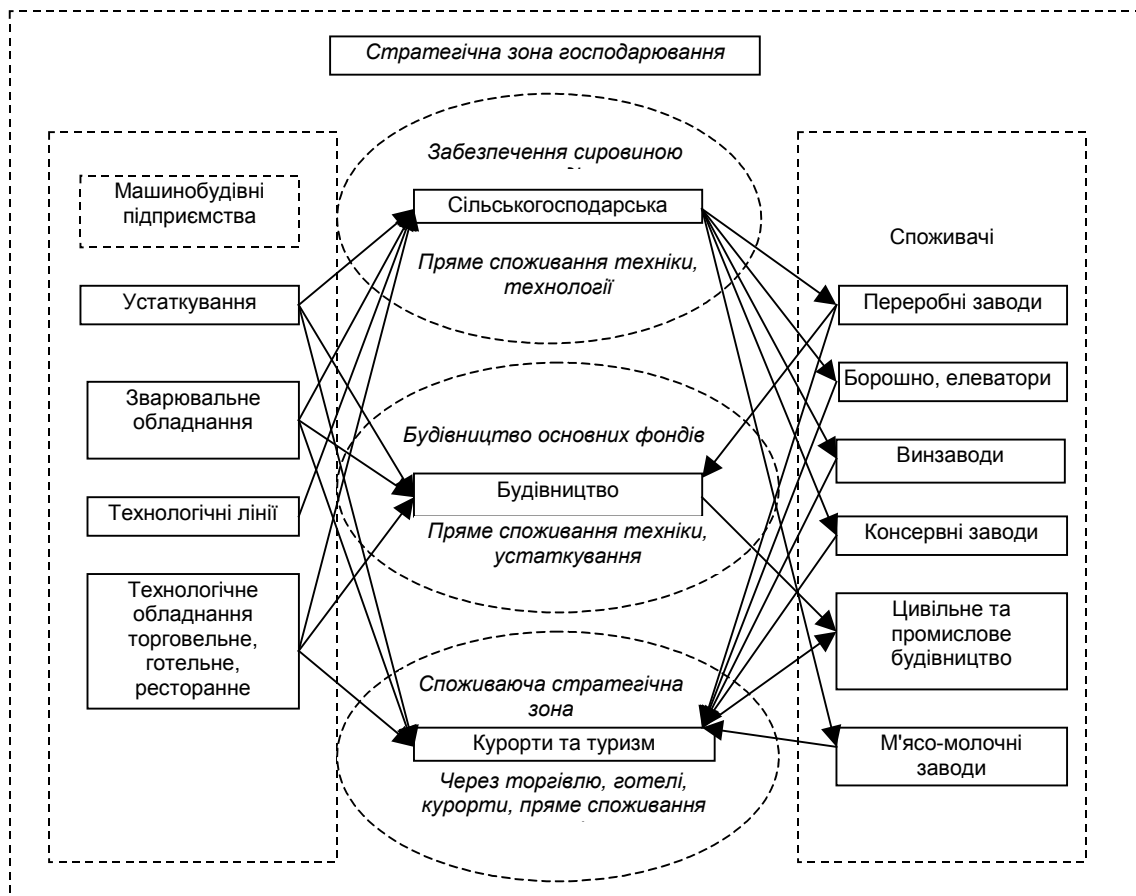 Стратегічна зона господарювання
Машинобудівні
підприємства
Устаткування
Зварювальне
обладнання
Технологічні лінії
Технологічне
обладнання
торговельне,
готельне,
ресторанне
Забезпечення сировиною
Сільськогосподарська
Пряме споживання техніки,
технології
Будівництво основних фондів
Будівництво
Пряме споживання техніки,
устаткування
Споживаюча стратегічна
зона
Курорти та туризм
Через торгівлю, готелі,
курорти, пряме споживання
Споживачі
Переробні заводи
Борошно, елеватори
Винзаводи
Консервні заводи
Цивільне та
промислове
будівництво
М'ясо-молочні
заводи